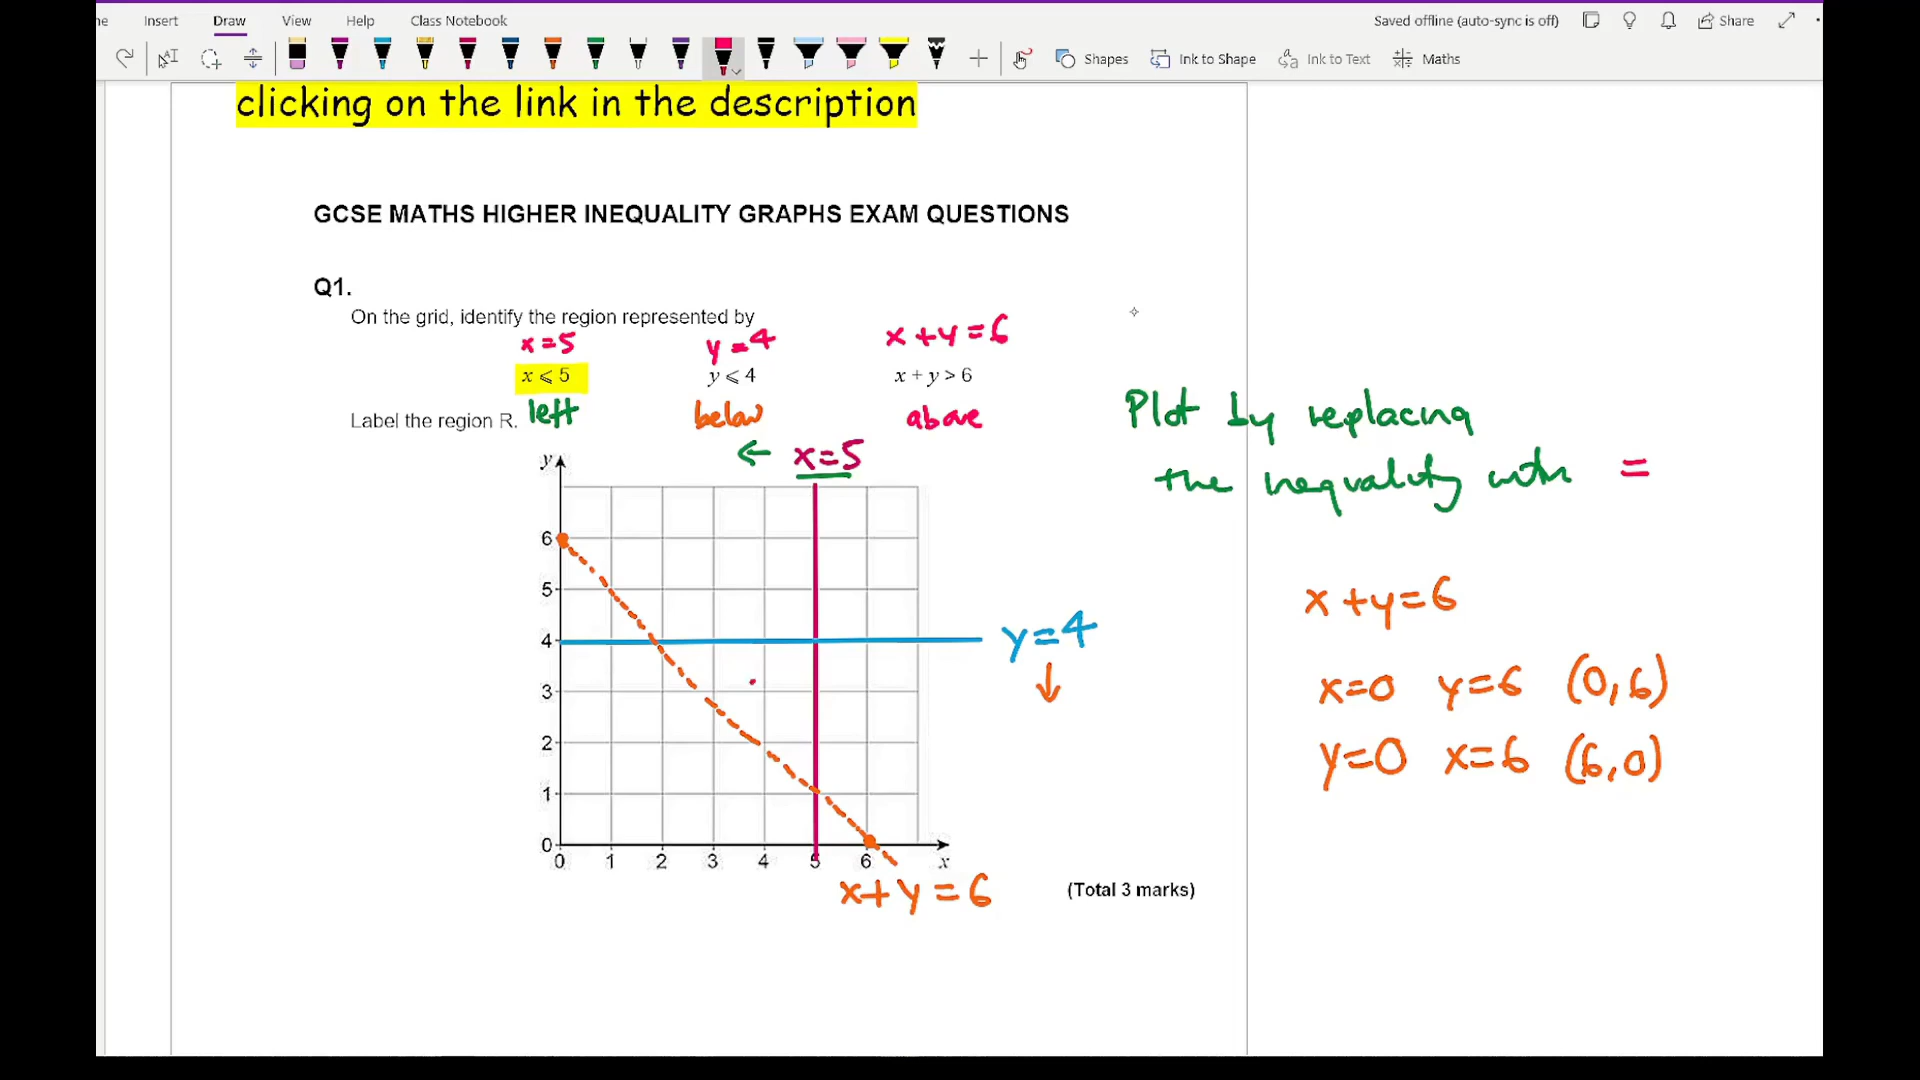 Insert Draw View Help Class Notebook Saved offline (auto-sync is off) Share
Shapes Ink to Shape Ink to Text Maths
clicking on the link in the description
GCSE MATHS HIGHER INEQUALITY GRAPHS EXAM QUESTIONS
Q1.
On the grid, identify the region represented by
x=5 y=4 x+y=6
x ⩽ 5 y ⩽ 4 x + y > 6
Label the region R. left below above
Plot by replacing
the inequality with =
← x=5
y
6
5
4
3
2
1
0
0 1 2 3 4 5 6 x
y=4
↓
x+y=6
(Total 3 marks)
x+y=6
x=0 y=6 (0,6)
y=0 x=6 (6,0)